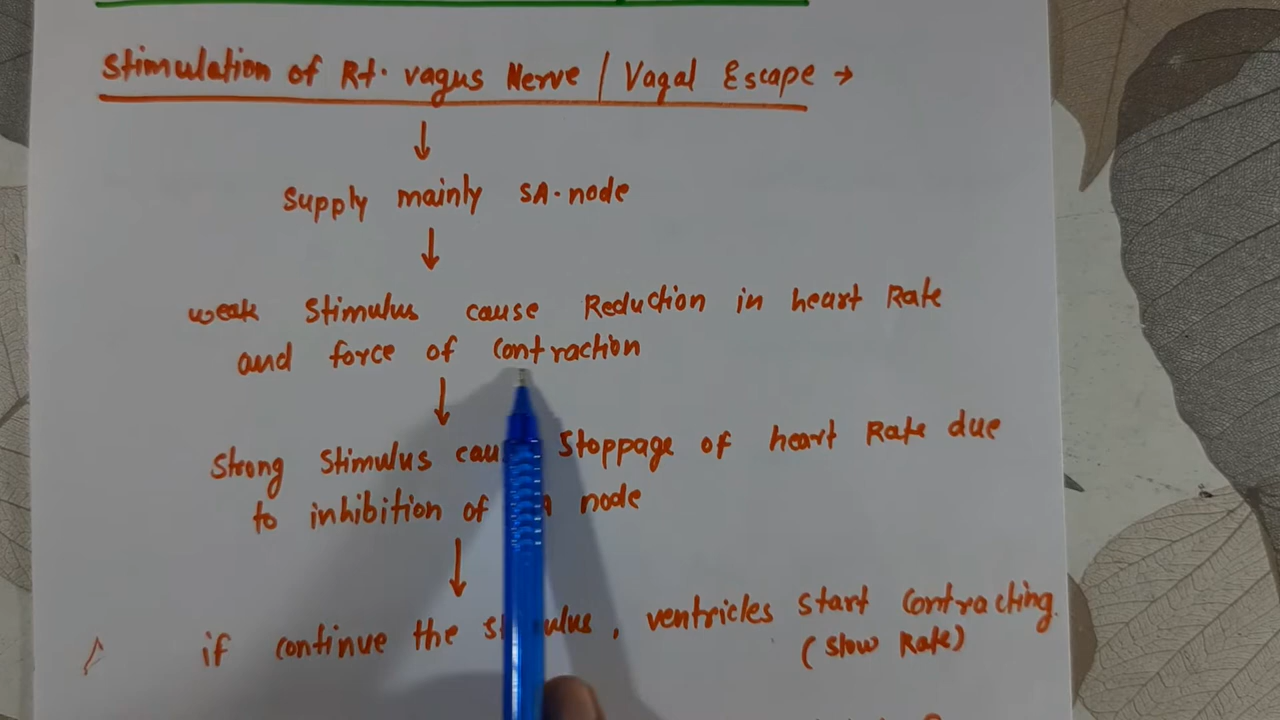 Stimulation of Rt. vagus Nerve / Vagal Escape →
Supply mainly SA-node
weak stimulus cause Reduction in heart Rate
and force of contraction
Strong stimulus Stoppage of heart Rate due
to inhibition of node
if continue the , ventricles start contracting.
(slow Rate)